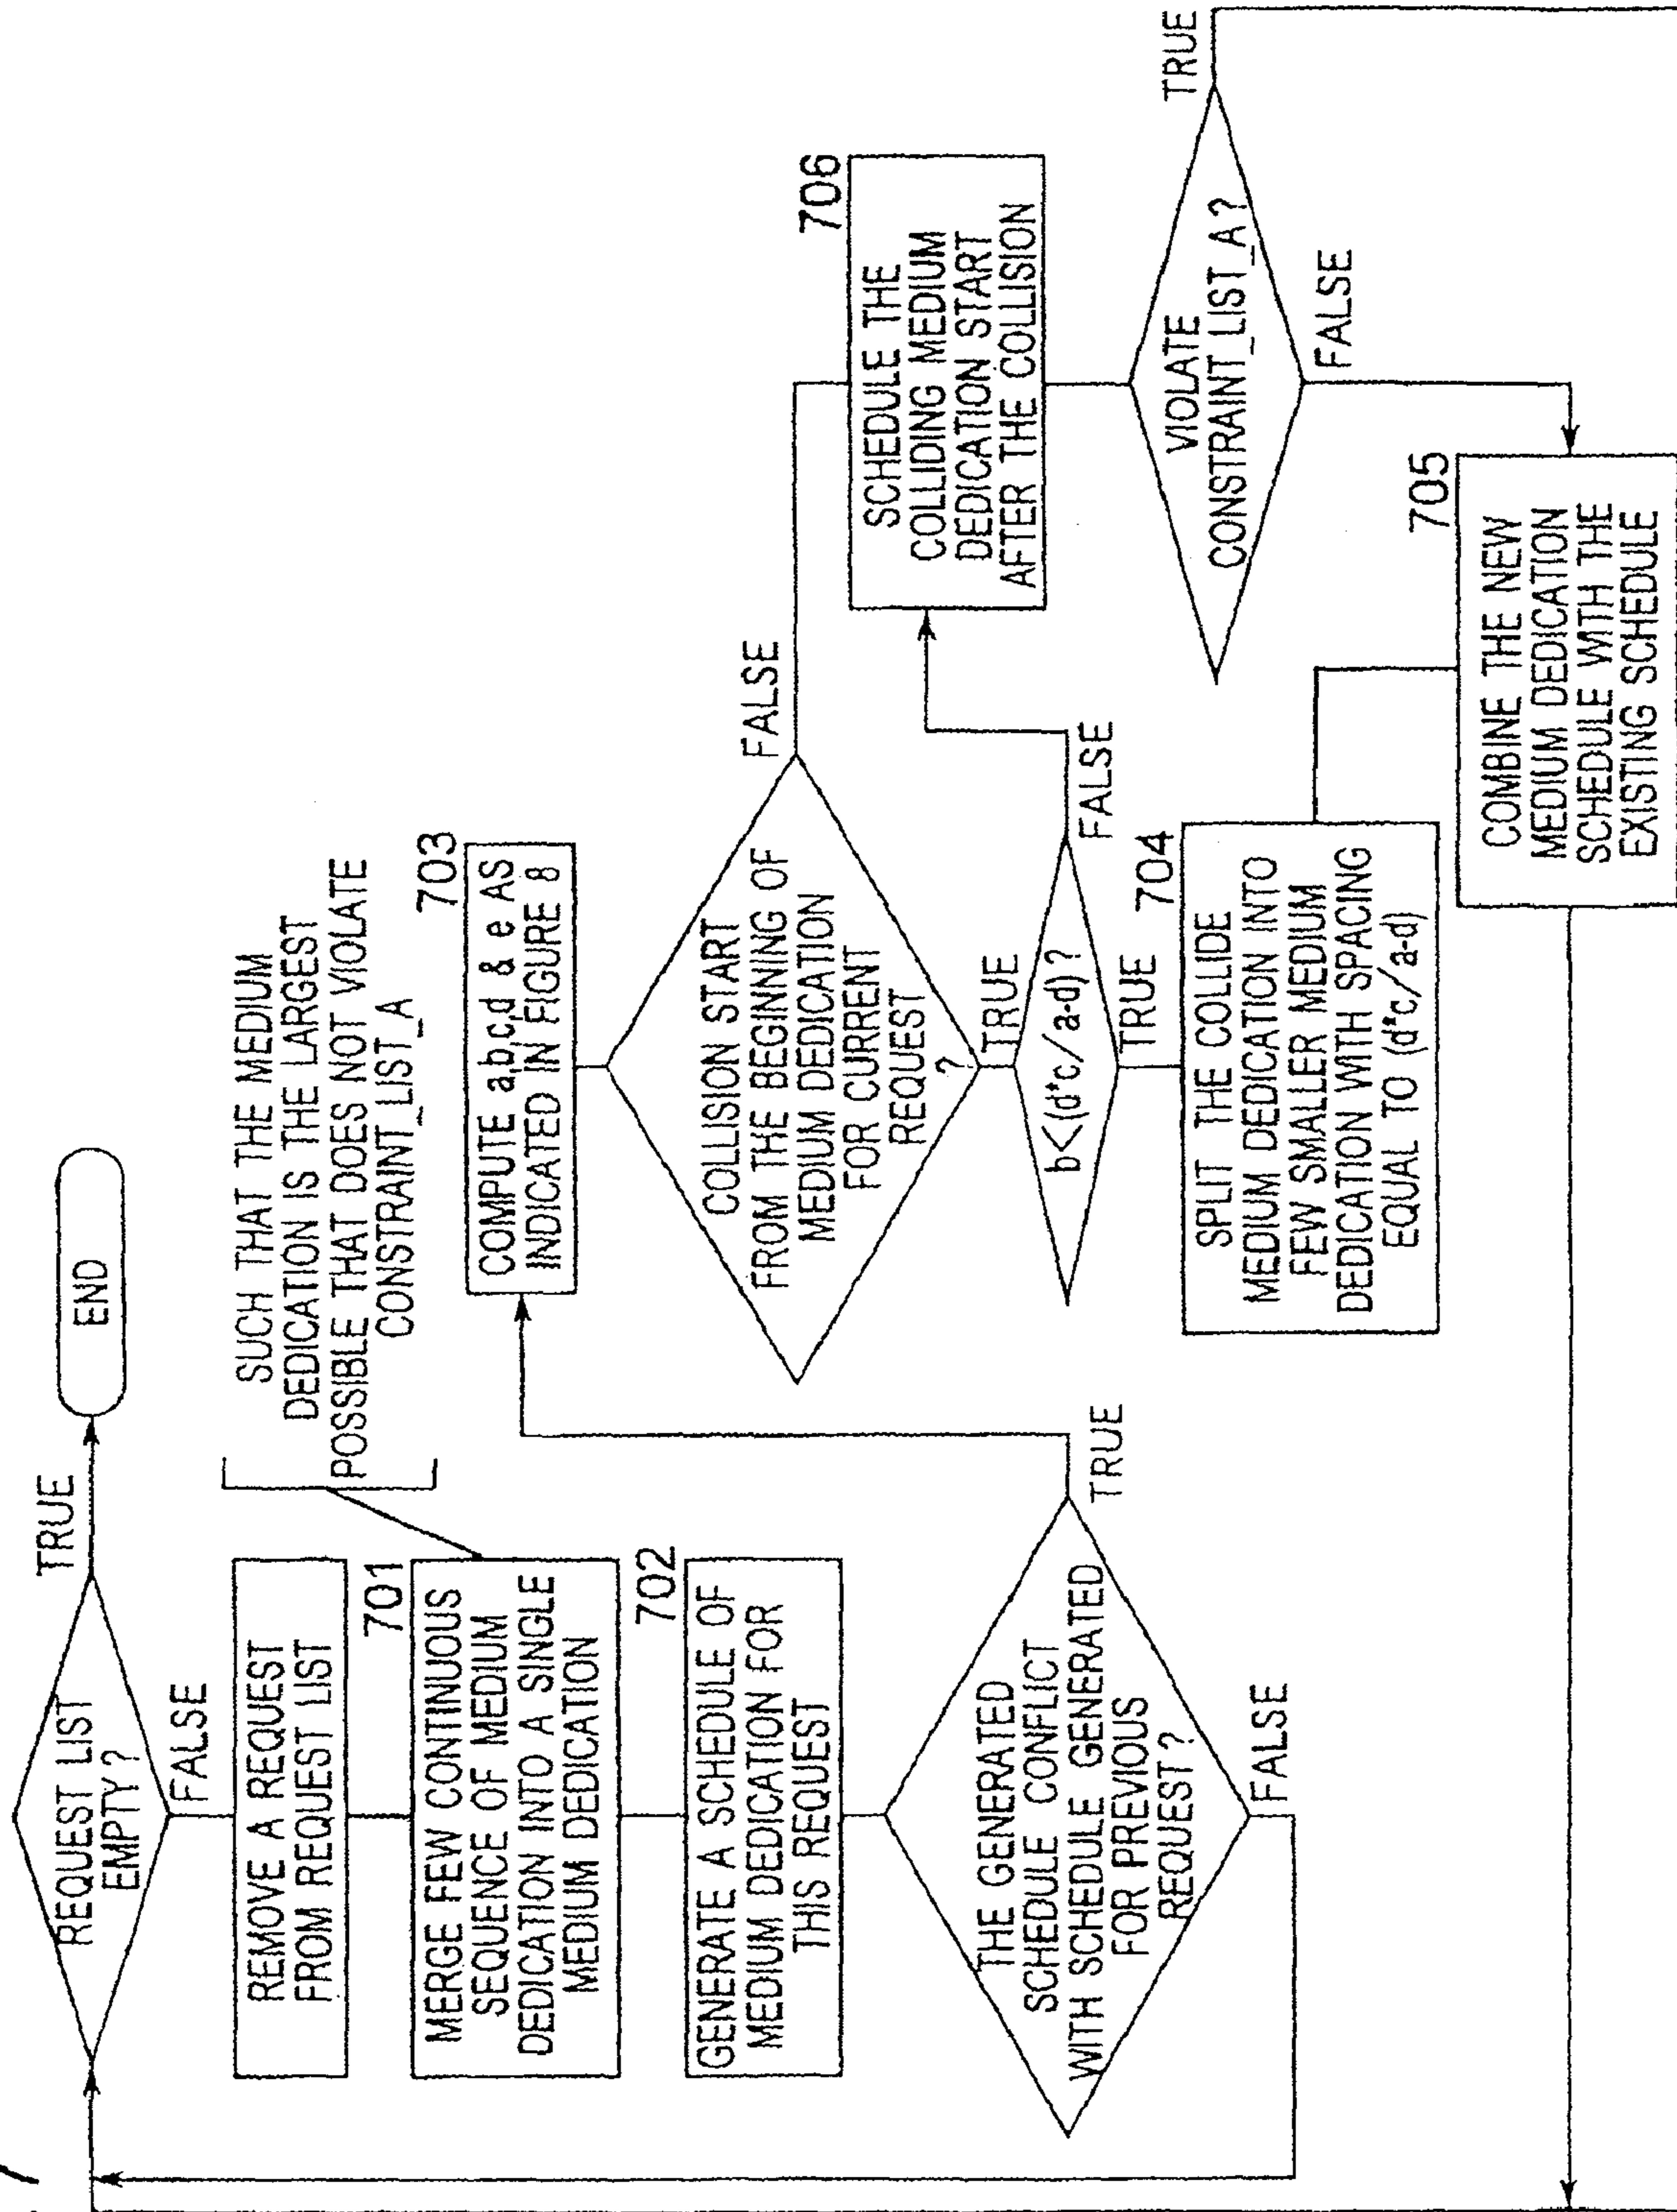 REQUEST LIST
EMPTY?
TRUE
END
FALSE
REMOVE A REQUEST
FROM REQUEST LIST
701
MERGE FEW CONTINUOUS
SEQUENCE OF MEDIUM
DEDICATION INTO A SINGLE
MEDIUM DEDICATION
SUCH THAT THE MEDIUM
DEDICATION IS THE LARGEST
POSSIBLE THAT DOES NOT VIOLATE
CONSTRAINT_LIST_A
702
GENERATE A SCHEDULE OF
MEDIUM DEDICATION FOR
THIS REQUEST
THE GENERATED
SCHEDULE CONFLICT
WITH SCHEDULE GENERATED
FOR PREVIOUS
REQUEST?
TRUE
FALSE
703
COMPUTE a,b,c,d & e AS
INDICATED IN FIGURE 8
COLLISION START
FROM THE BEGINNING OF
MEDIUM DEDICATION
FOR CURRENT
REQUEST
?
FALSE
TRUE
b<(d*c/a-d)?
FALSE
TRUE
704
SPLIT THE COLLIDE
MEDIUM DEDICATION INTO
FEW SMALLER MEDIUM
DEDICATION WITH SPACING
EQUAL TO (d*c/a-d)
706
SCHEDULE THE
COLLIDING MEDIUM
DEDICATION START
AFTER THE COLLISION
VIOLATE
CONSTRAINT_LIST_A?
TRUE
FALSE
705
COMBINE THE NEW
MEDIUM DEDICATION
SCHEDULE WITH THE
EXISTING SCHEDULE